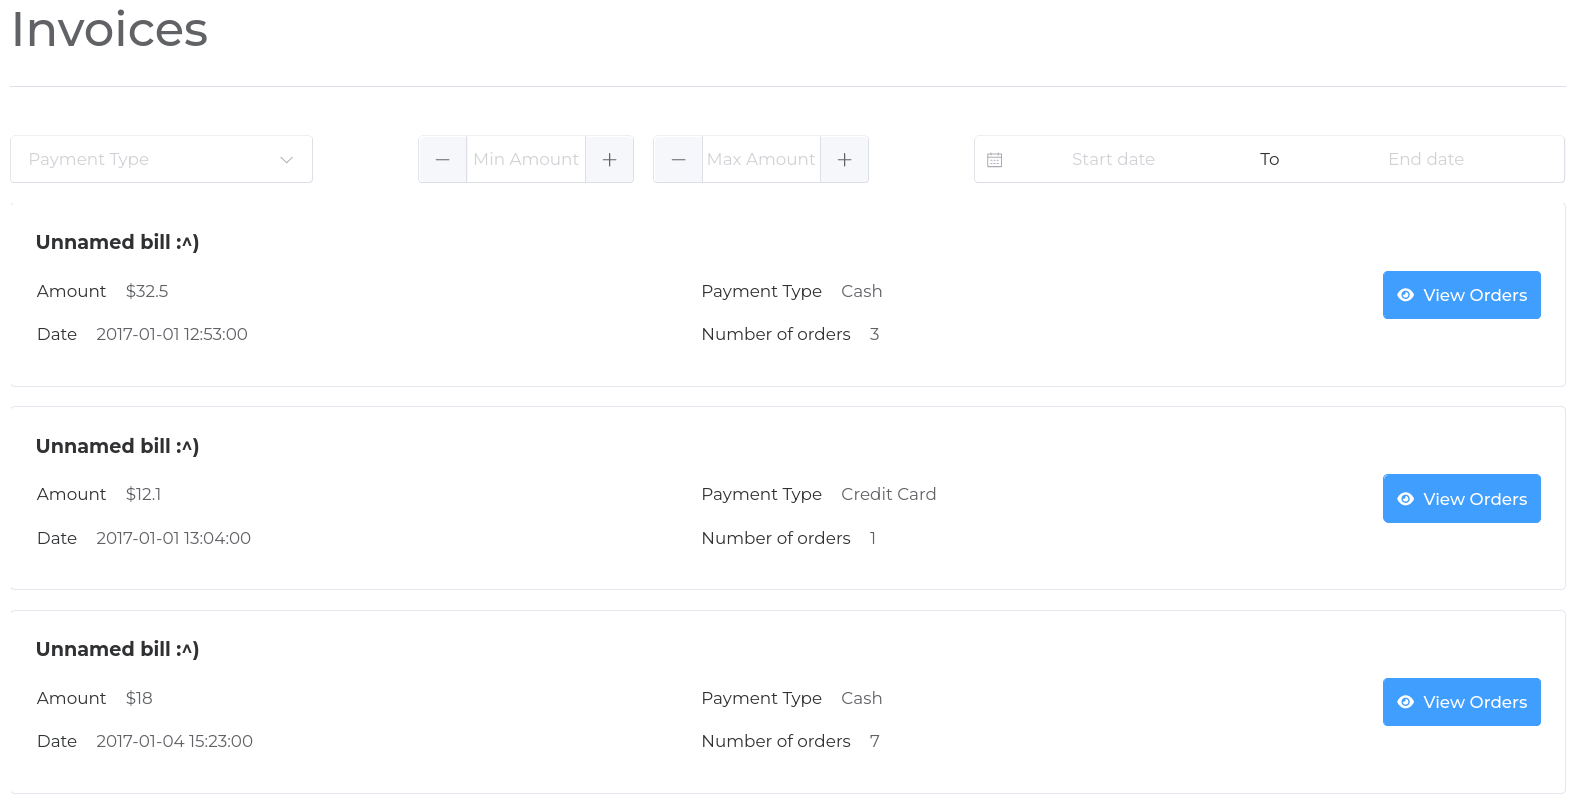 Invoices
Payment Type Min Amount Max Amount Start date To End date
Unnamed bill :^)
Amount $32.5 Payment Type Cash
View Orders
Date 2017-01-01 12:53:00 Number of orders 3
Unnamed bill :^)
Amount $12.1 Payment Type Credit Card
View Orders
Date 2017-01-01 13:04:00 Number of orders 1
Unnamed bill :^)
Amount $18 Payment Type Cash
View Orders
Date 2017-01-04 15:23:00 Number of orders 7